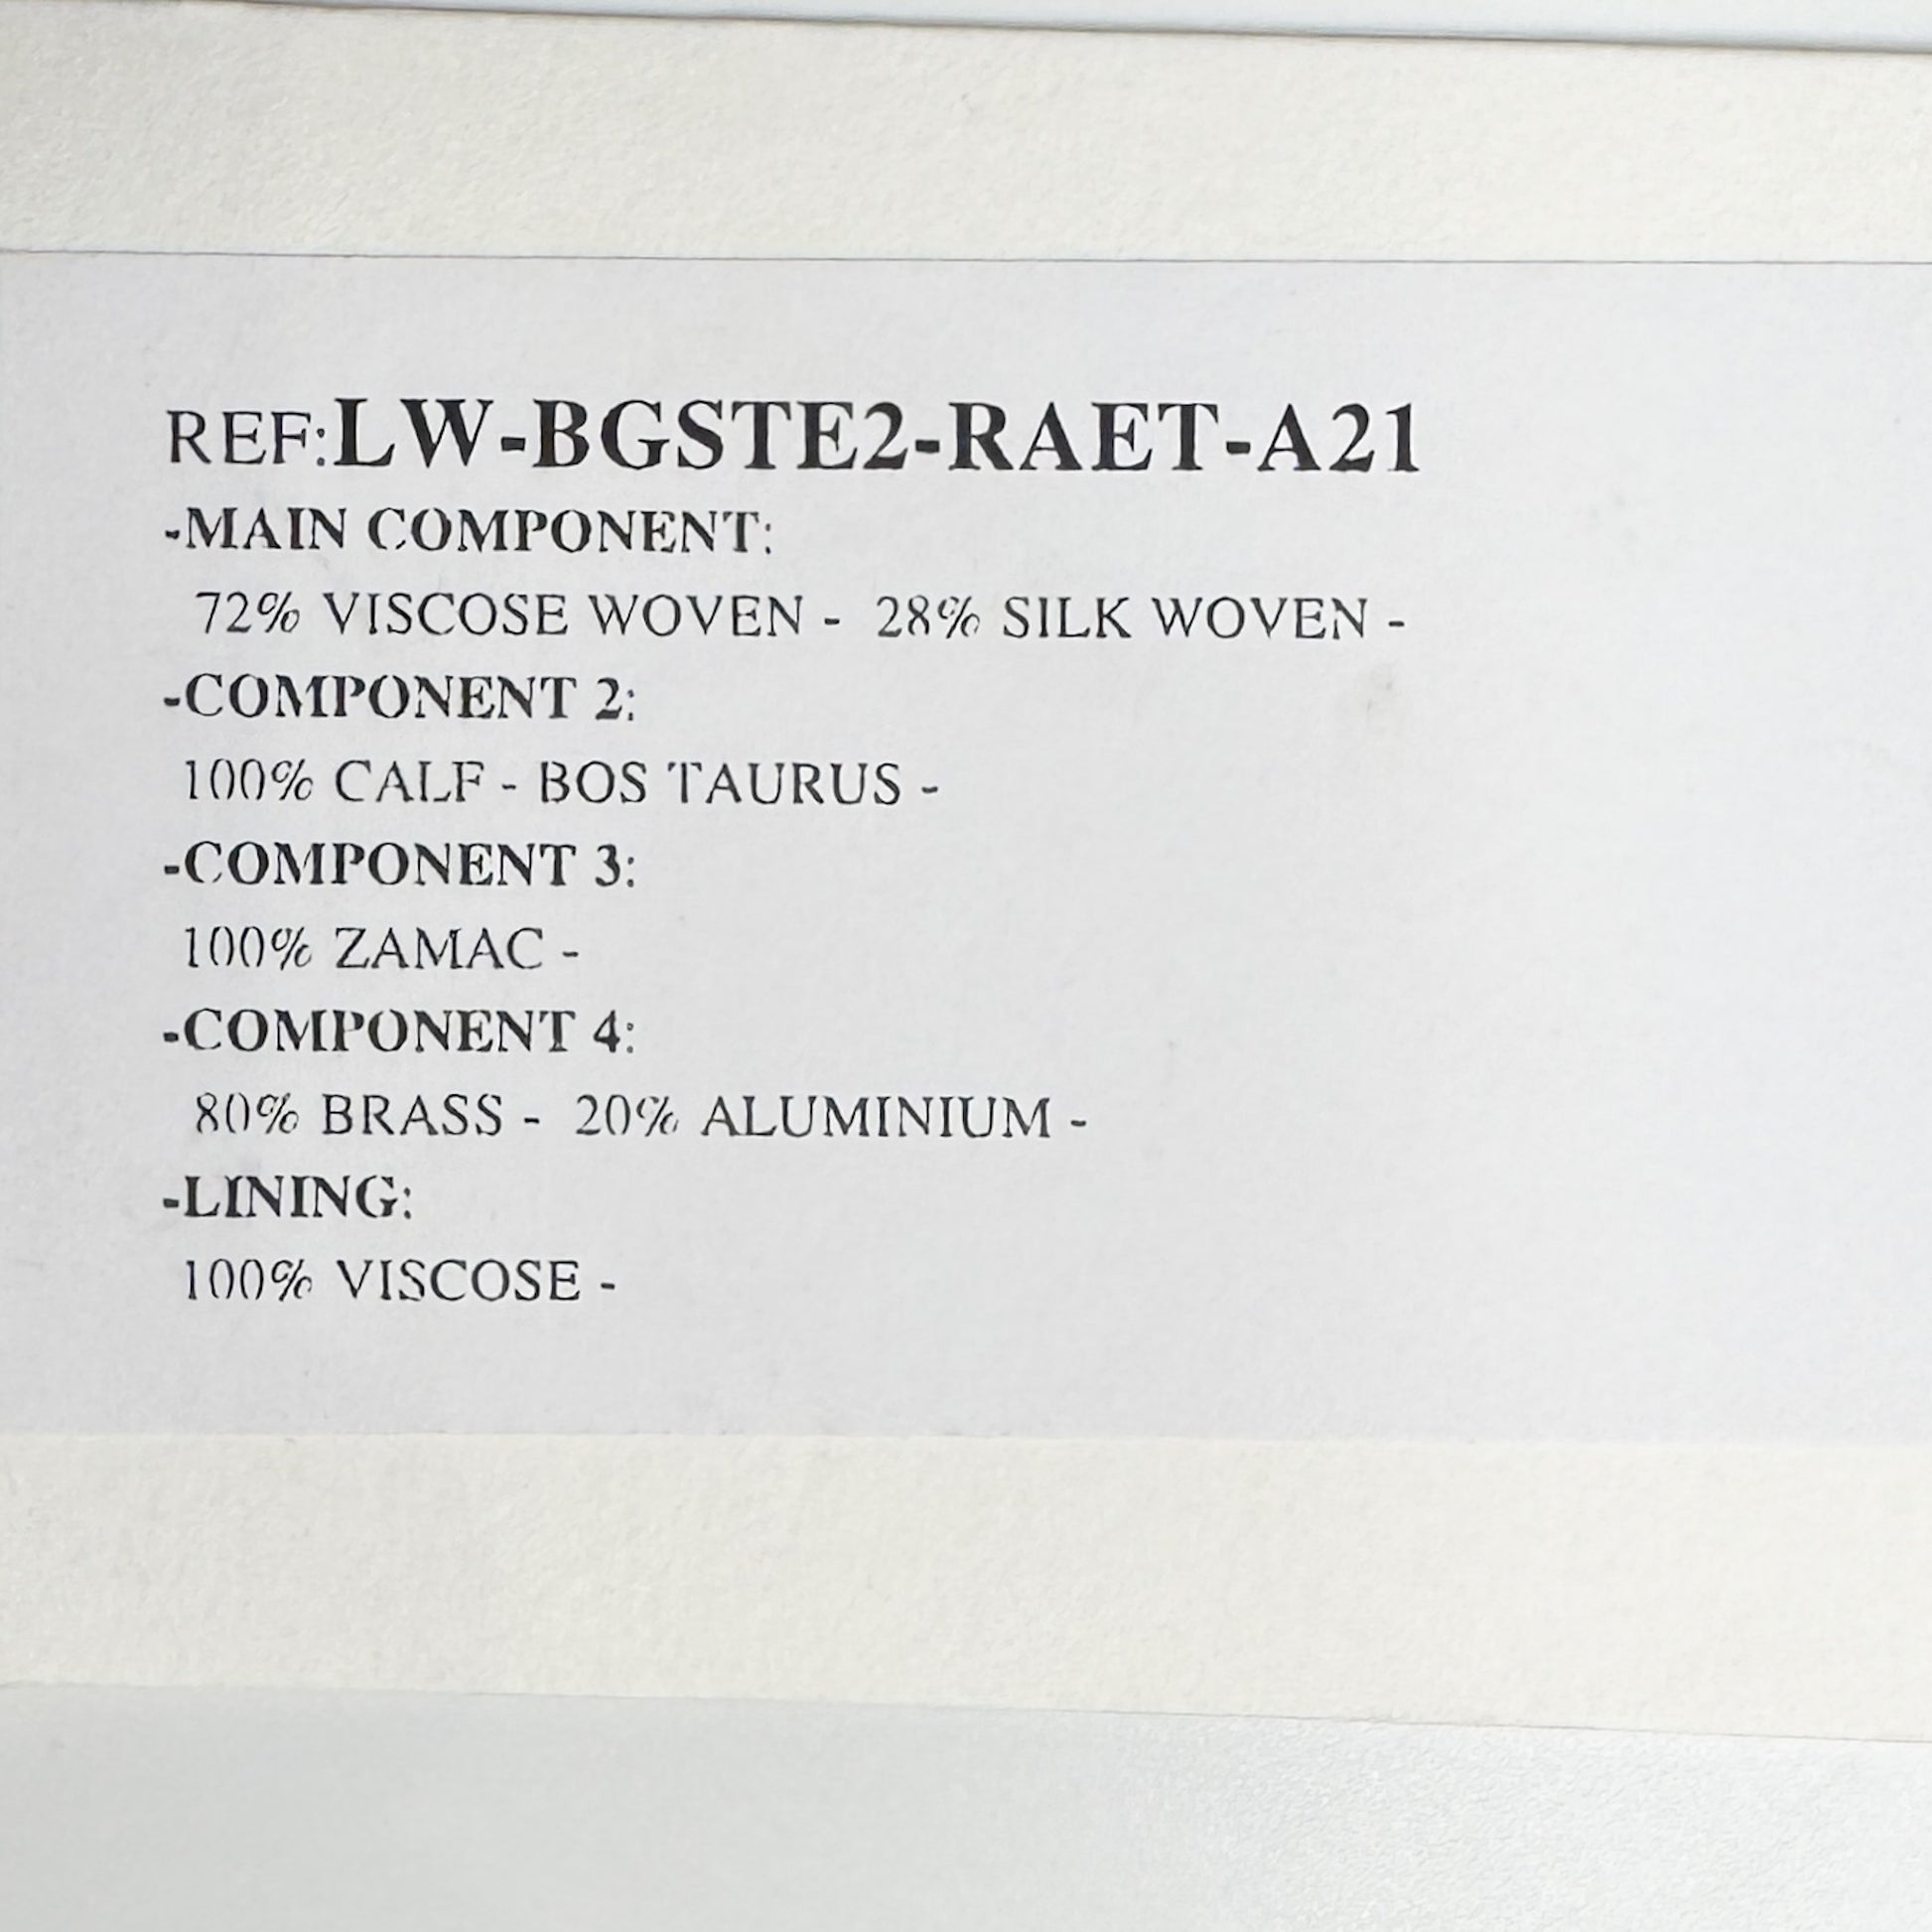 REF:LW-BGSTE2-RAET-A21
-MAIN COMPONENT:
72% VISCOSE WOVEN - 28% SILK WOVEN -
-COMPONENT 2:
100% CALF - BOS TAURUS -
-COMPONENT 3:
100% ZAMAC -
-COMPONENT 4:
80% BRASS - 20% ALUMINIUM -
-LINING:
100% VISCOSE -